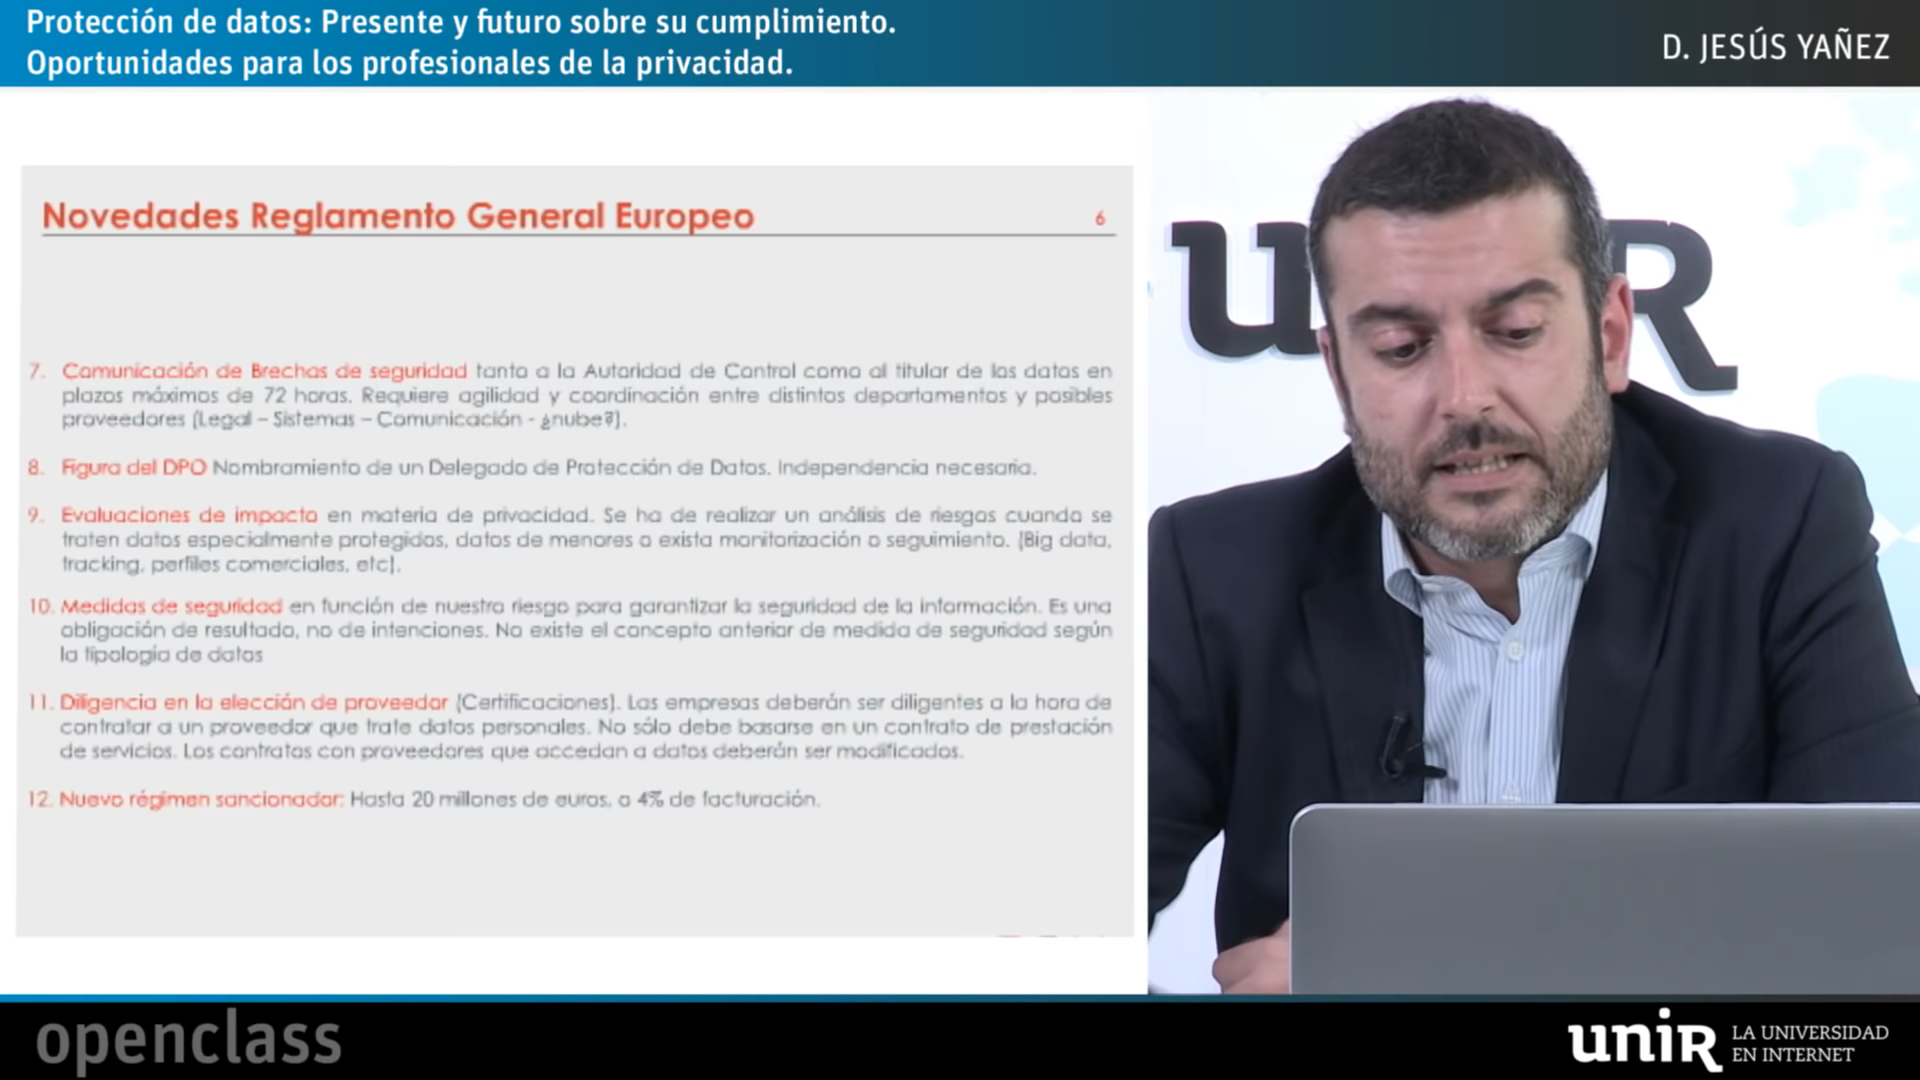 Protección de datos: Presente y futuro sobre su cumplimiento.
Oportunidades para los profesionales de la privacidad.
D. JESÚS YAÑEZ
Novedades Reglamento General Europeo
6
7. Comunicación de Brechas de seguridad tanto a la Autoridad de Control como al titular de los datos en
plazos máximos de 72 horas. Requiere agilidad y coordinación entre distintos departamentos y posibles
proveedores (Legal – Sistemas – Comunicación - ¿nube?).
8. Figura del DPO Nombramiento de un Delegado de Protección de Datos. Independencia necesaria.
9. Evaluaciones de impacto en materia de privacidad. Se ha de realizar un análisis de riesgos cuando se
traten datos especialmente protegidos, datos de menores o exista monitorización o seguimiento. (Big data,
tracking, perfiles comerciales, etc).
10. Medidas de seguridad en función de nuestro riesgo para garantizar la seguridad de la información. Es una
obligación de resultado, no de intenciones. No existe el concepto anterior de medida de seguridad según
la tipología de datos
11. Diligencia en la elección de proveedor (Certificaciones). Las empresas deberán ser diligentes a la hora de
contratar a un proveedor que trate datos personales. No sólo debe basarse en un contrato de prestación
de servicios. Los contratos con proveedores que accedan a datos deberán ser modificados.
12. Nuevo régimen sancionador: Hasta 20 millones de euros, o 4% de facturación.
openclass
unir
LA UNIVERSIDAD
EN INTERNET